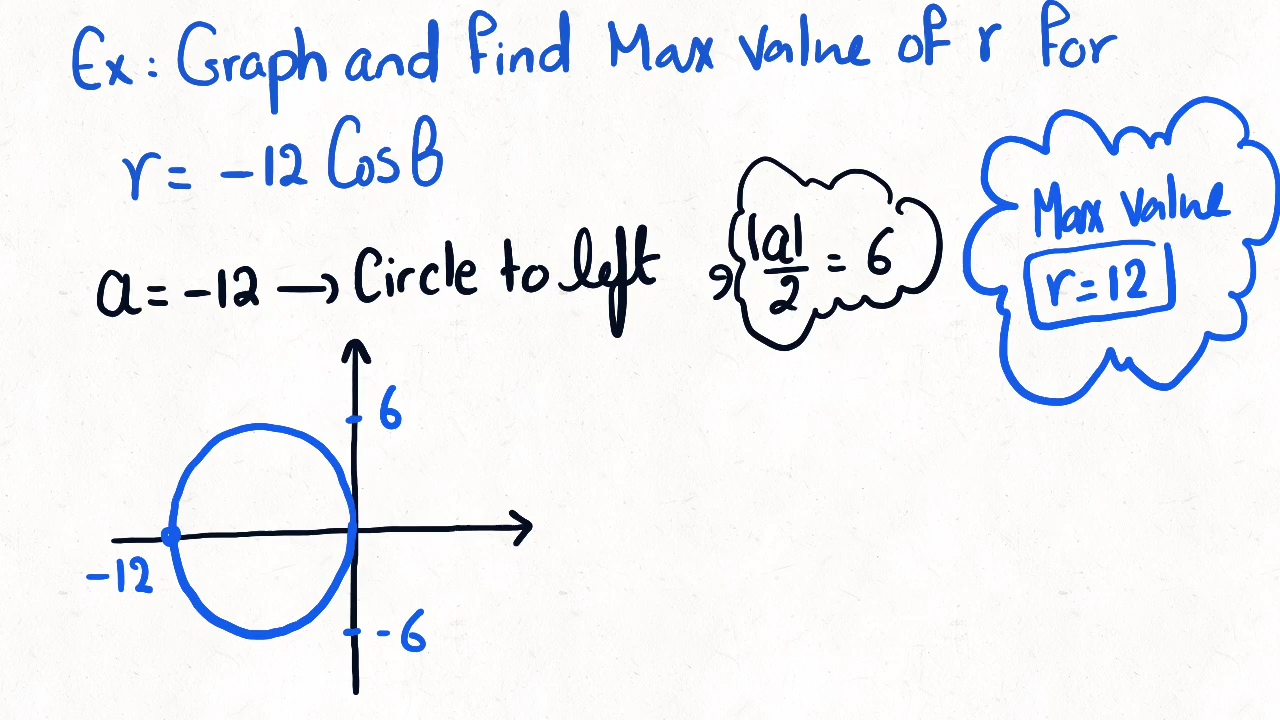 Ex: Graph and Find Max Value of r For
r = -12 Cos θ
a = -12 → Circle to left , |a|/2 = 6
Max Value
r = 12
6
-12
-6